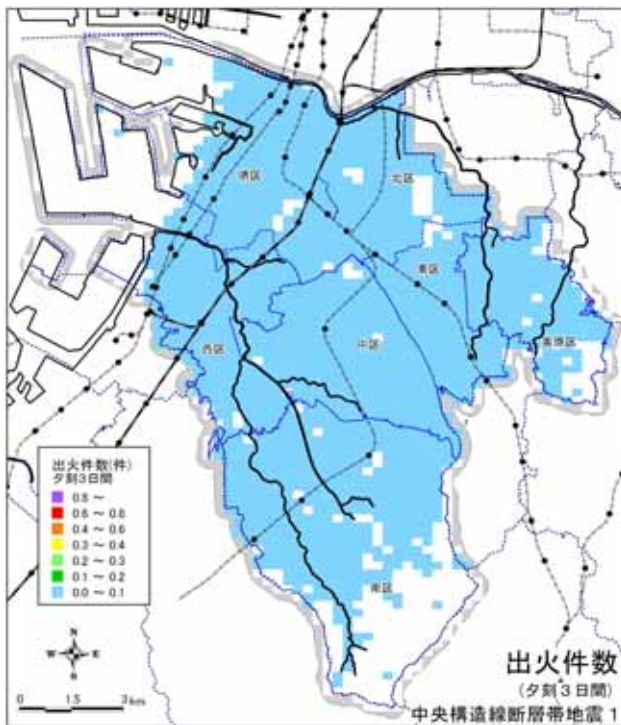 堺区
北区
東区
美原区
西区
中区
南区
出火件数(件)
夕刻3日間
0.8 ～
0.6 ～ 0.8
0.4 ～ 0.6
0.3 ～ 0.4
0.2 ～ 0.3
0.1 ～ 0.2
0.0 ～ 0.1
N
W E
S
0 1.5 3 kms
出火件数
(夕刻3日間)
中央構造線断層帯地震 1